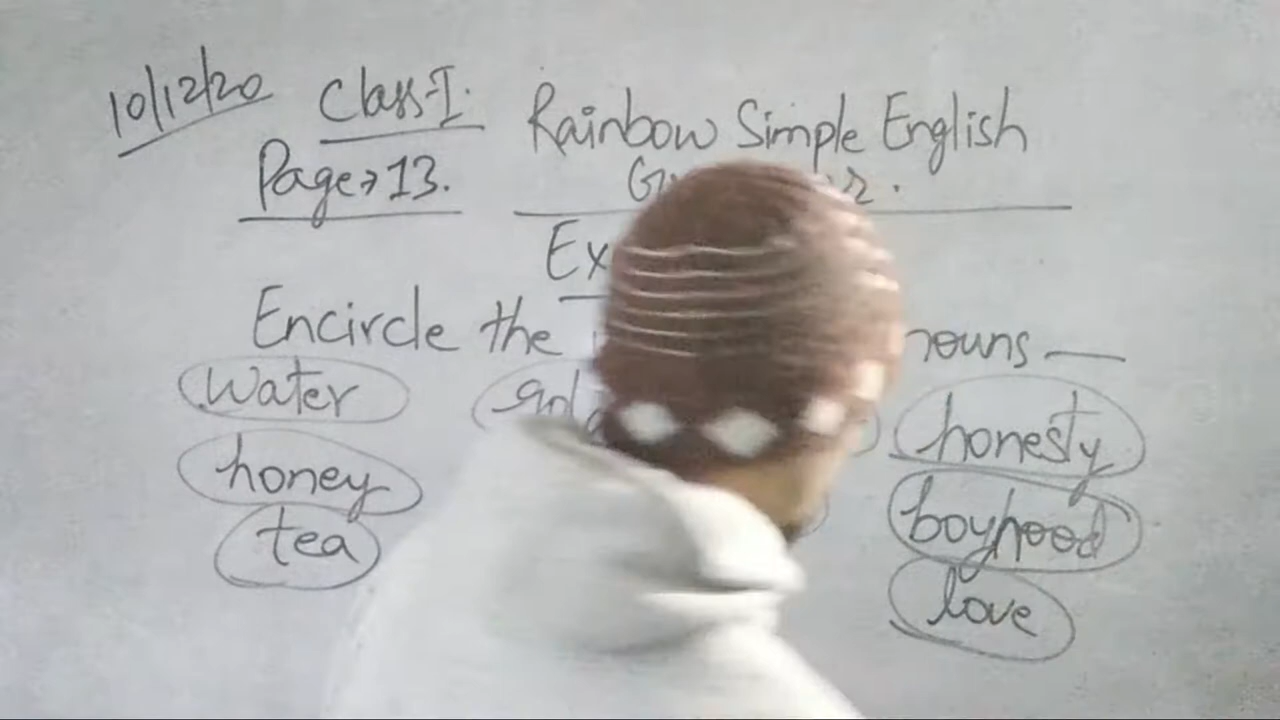 10/12/20 Class-I. Rainbow Simple English
Page→13.
Encircle the nouns —
water honesty
honey boyhood
tea love